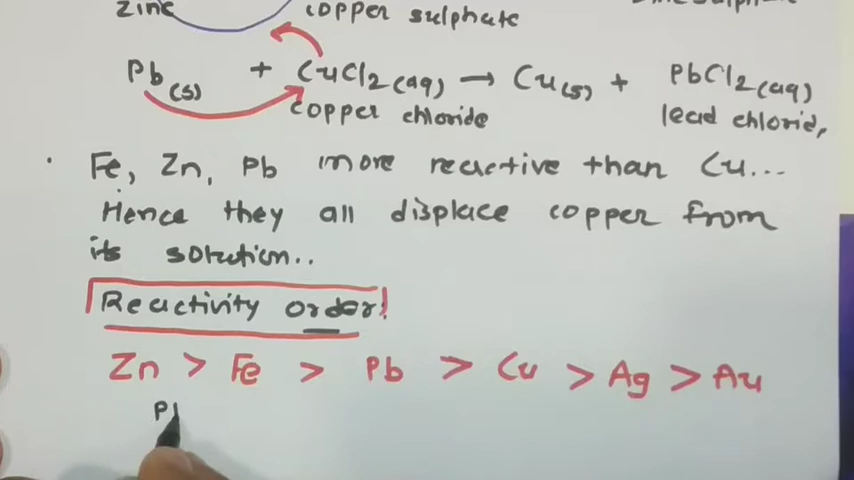 zinc copper sulphate
Pb(s) + CuCl2(aq) → Cu(s) + PbCl2(aq)
copper chloride lead chloride
Fe, Zn, Pb more reactive than Cu...
Hence they all displace copper from
its solution..
Reactivity order!
Zn > Fe > Pb > Cu > Ag > Au